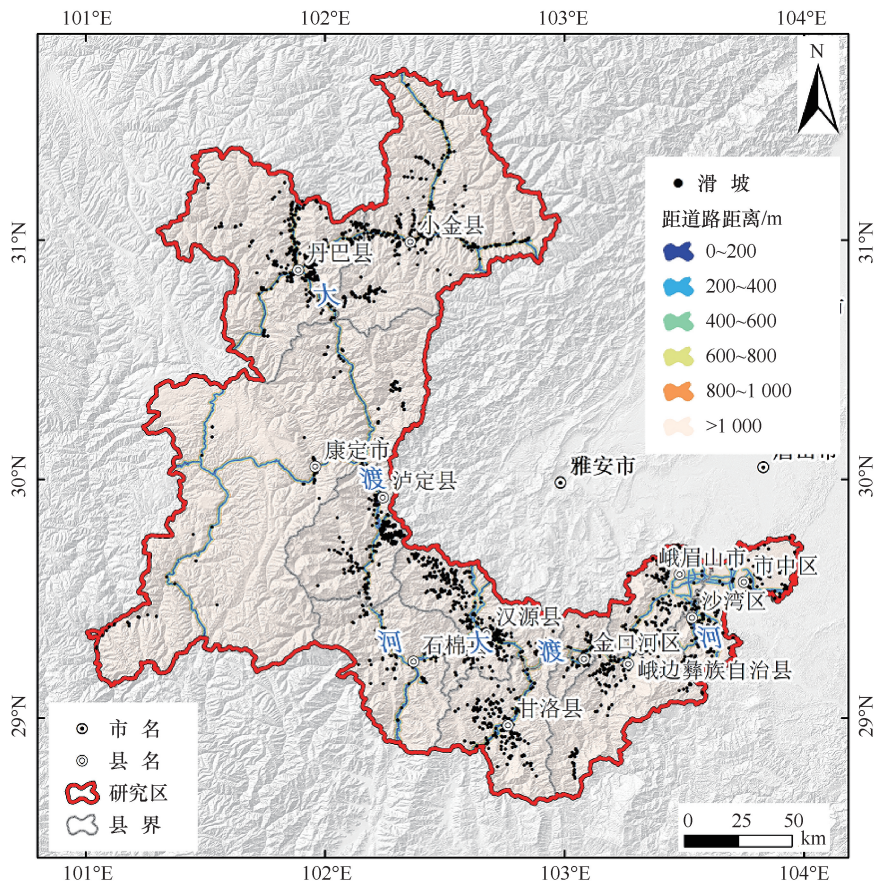 101°E 102°E 103°E 104°E
N
滑 坡
距道路距离/m
0~200
200~400
400~600
600~800
800~1 000
>1 000
31°N
31°N
小金县
丹巴县
大
康定市
渡
泸定县
雅安市
30°N
30°N
峨眉山市
市中区
沙湾区
汉源县
河
石棉
大
渡
金口河区
河
峨边彝族自治县
甘洛县
29°N
29°N
市 名
县 名
研究区
县 界
0 25 50
km
101°E 102°E 103°E 104°E